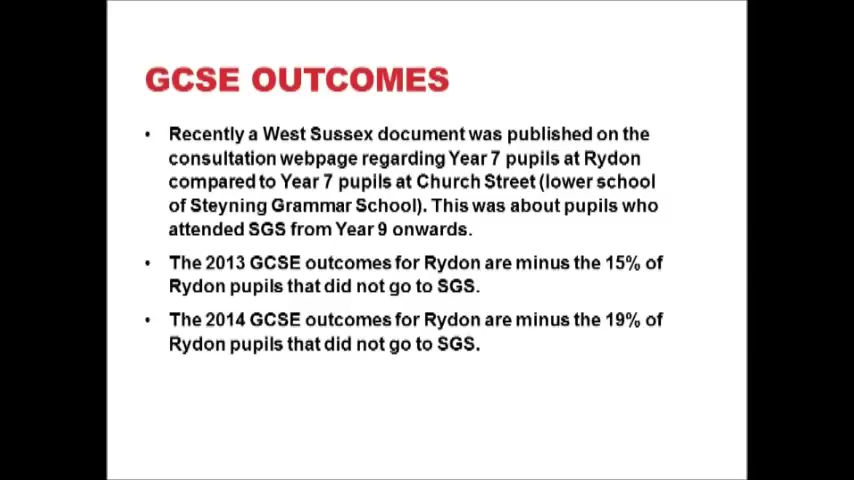 GCSE OUTCOMES
• Recently a West Sussex document was published on the
consultation webpage regarding Year 7 pupils at Rydon
compared to Year 7 pupils at Church Street (lower school
of Steyning Grammar School). This was about pupils who
attended SGS from Year 9 onwards.
• The 2013 GCSE outcomes for Rydon are minus the 15% of
Rydon pupils that did not go to SGS.
• The 2014 GCSE outcomes for Rydon are minus the 19% of
Rydon pupils that did not go to SGS.